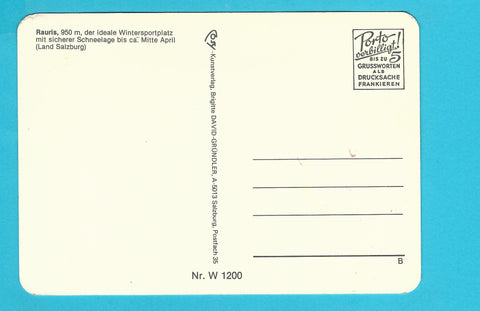 Rauris, 950 m, der ideale Wintersportplatz
mit sicherer Schneelage bis ca. Mitte April
(Land Salzburg)
-Kunstverlag, Brigitte DAVID-GRÜNDLER, A-5013 Salzburg, Postfach 35
Porto
verbilligt!
BIS ZU 5
GRUSSWORTEN
ALS
DRUCKSACHE
FRANKIEREN
B
Nr. W 1200